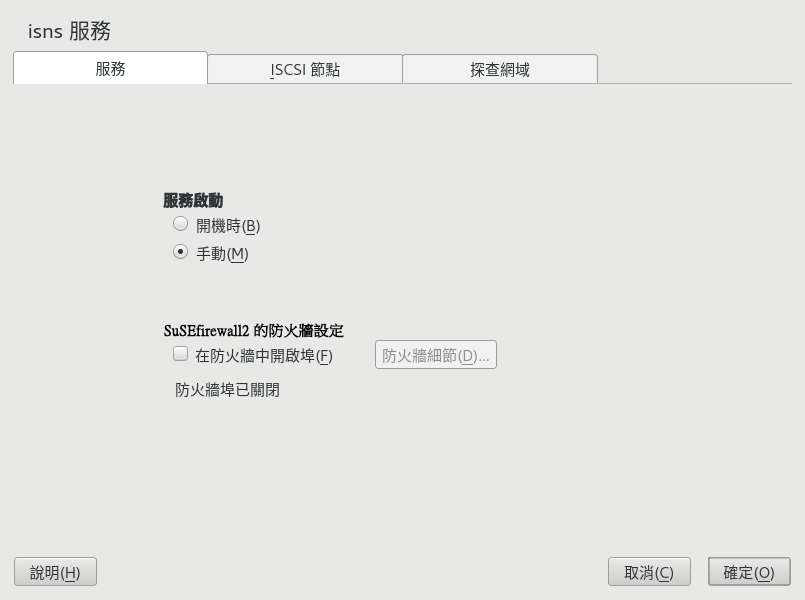 isns 服務
服務
ISCSI 節點
探查網域
服務啟動
開機時(B)
手動(M)
SuSEfirewall2 的防火牆設定
在防火牆中開啟埠(F)
防火牆細節(D)...
防火牆埠已關閉
說明(H)
取消(C)
確定(O)